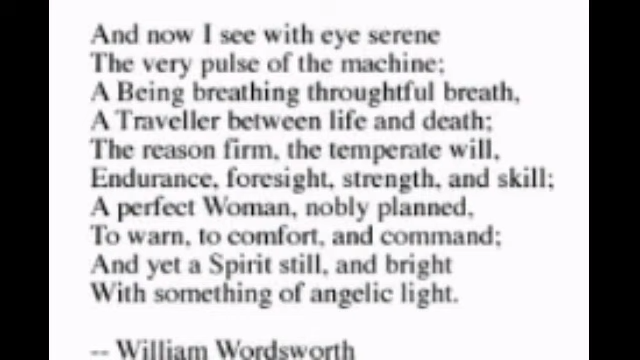 And now I see with eye serene
The very pulse of the machine;
A Being breathing throughtful breath,
A Traveller between life and death;
The reason firm, the temperate will,
Endurance, foresight, strength, and skill;
A perfect Woman, nobly planned,
To warn, to comfort, and command;
And yet a Spirit still, and bright
With something of angelic light.
-- William Wordsworth